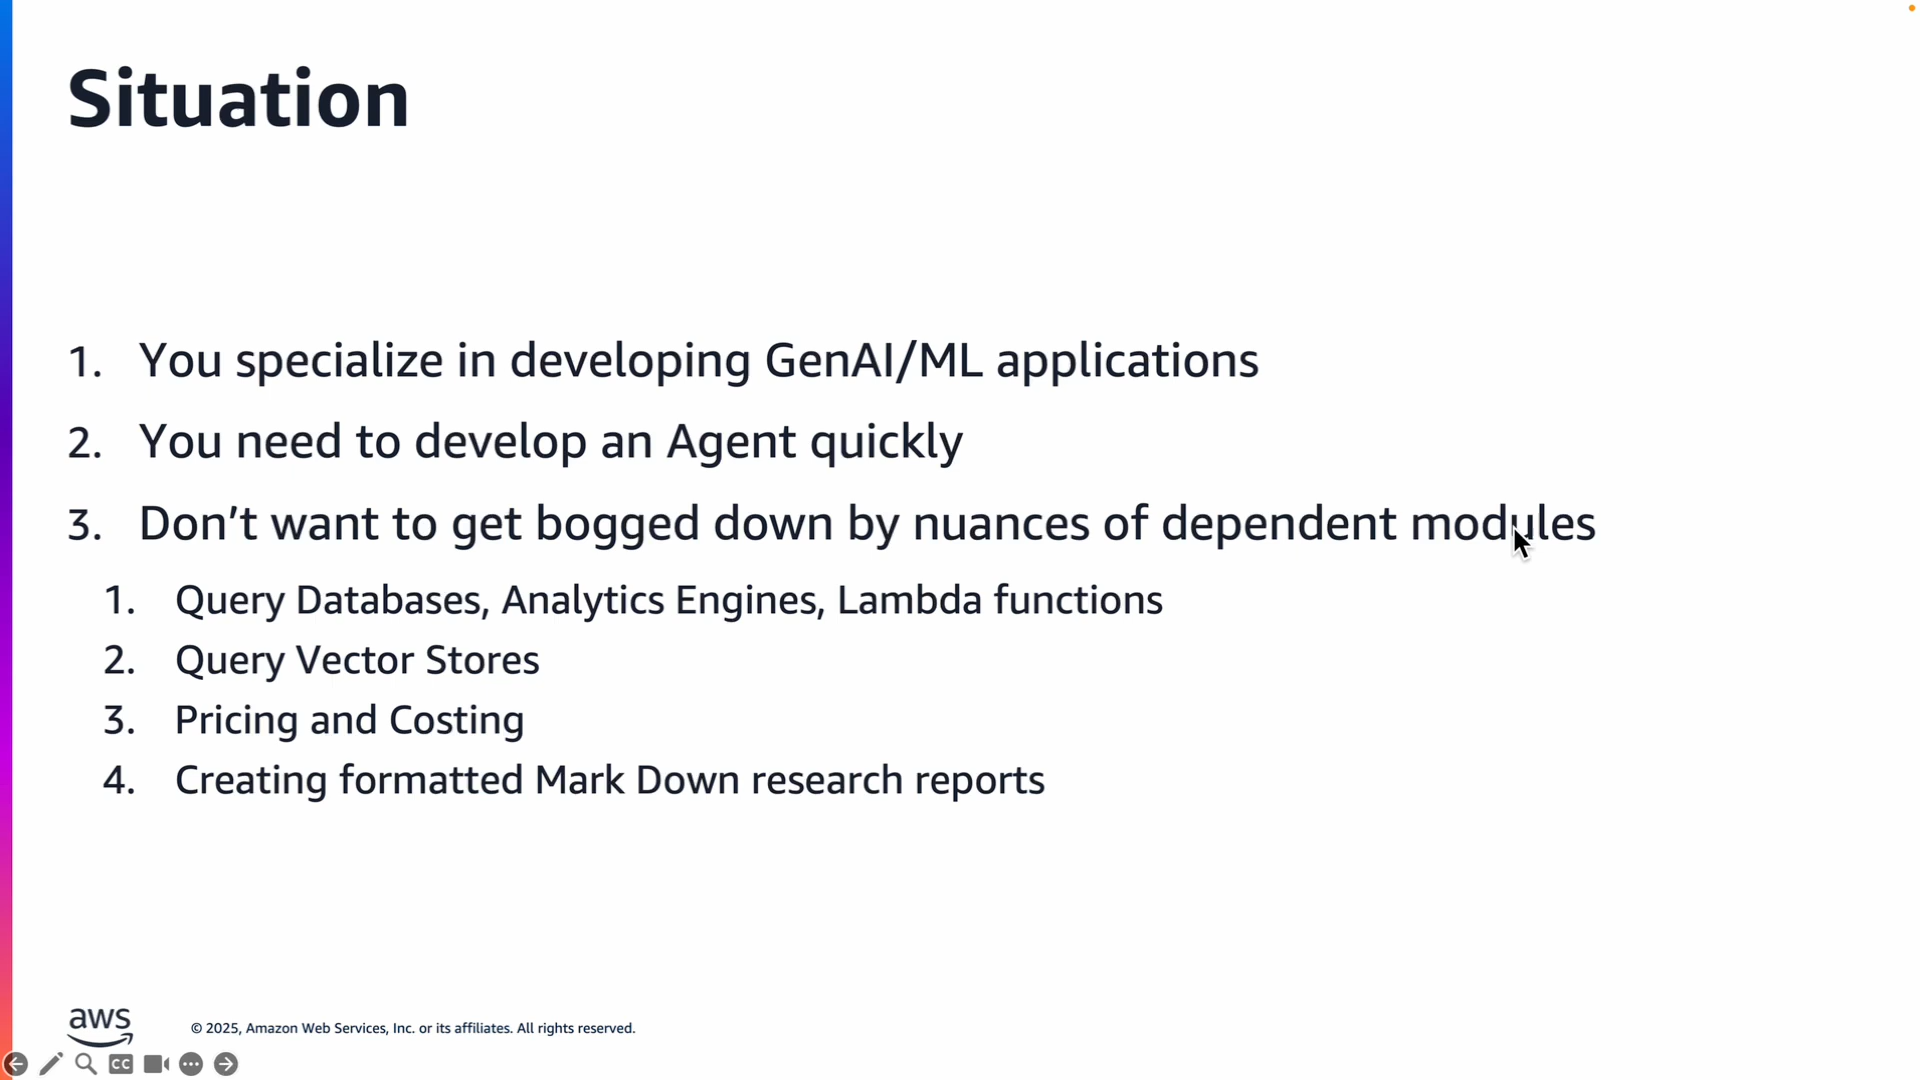 Situation
1. You specialize in developing GenAI/ML applications
2. You need to develop an Agent quickly
3. Don’t want to get bogged down by nuances of dependent modules
1. Query Databases, Analytics Engines, Lambda functions
2. Query Vector Stores
3. Pricing and Costing
4. Creating formatted Mark Down research reports
aws
© 2025, Amazon Web Services, Inc. or its affiliates. All rights reserved.
CC